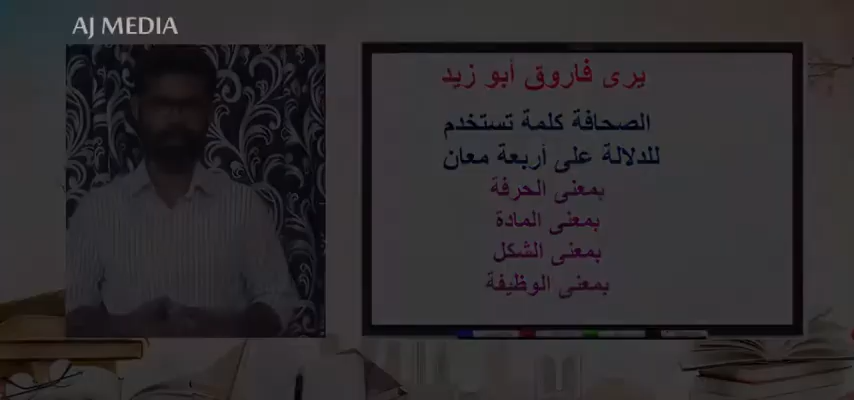 AJ MEDIA
يرى فاروق أبو زيد
الصحافة كلمة تستخدم
للدلالة على أربعة معان
بمعنى الحرفة
بمعنى المادة
بمعنى الشكل
بمعنى الوظيفة